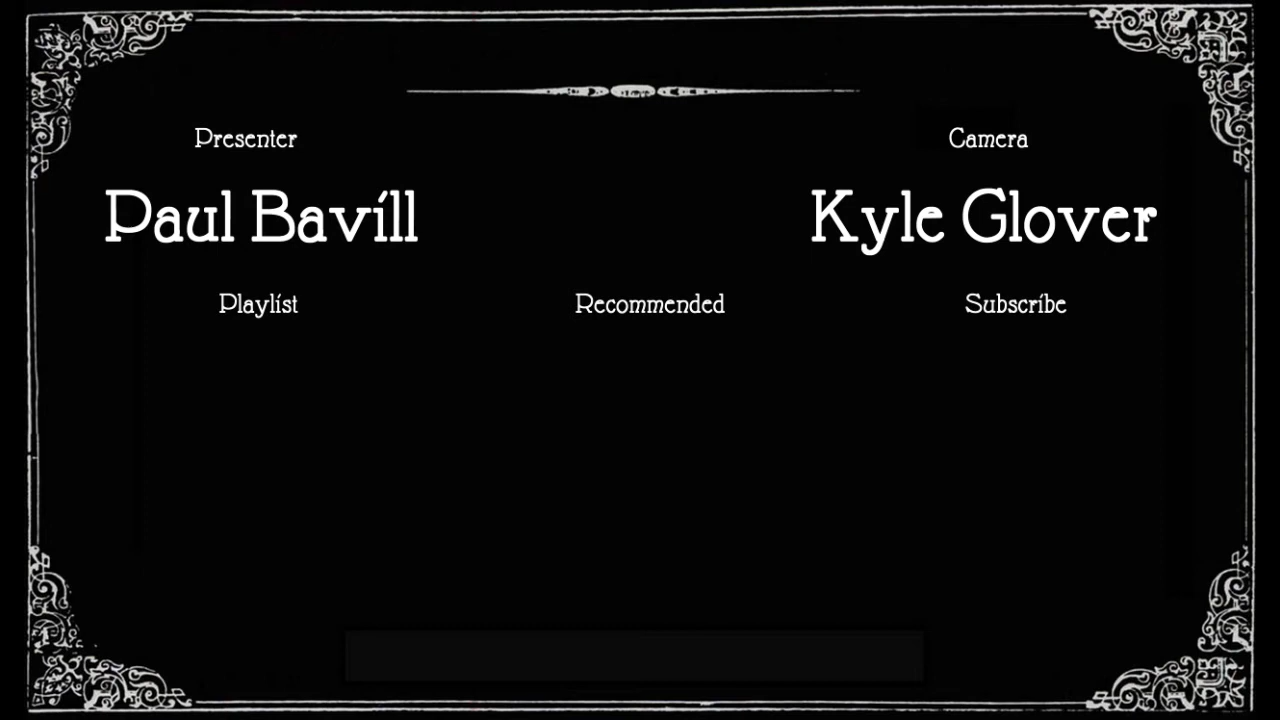 Presenter
Camera
Paul Bavill
Kyle Glover
Playlist
Recommended
Subscribe